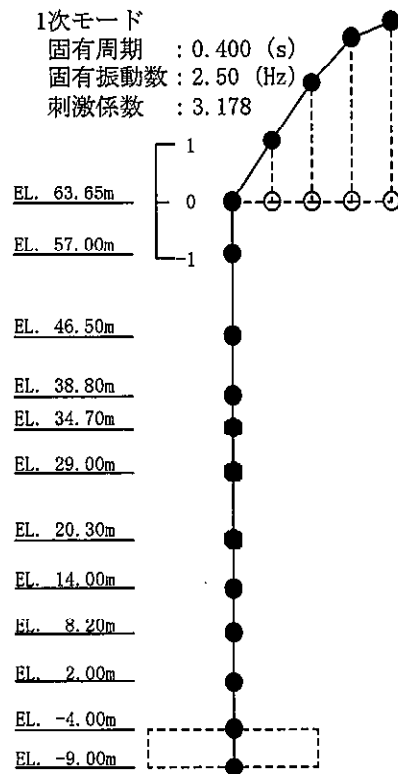 1次モード
固有周期 : 0.400 (s)
固有振動数 : 2.50 (Hz)
刺激係数 : 3.178
1
EL. 63.65m
0
EL. 57.00m
-1
EL. 46.50m
EL. 38.80m
EL. 34.70m
EL. 29.00m
EL. 20.30m
EL. 14.00m
EL. 8.20m
EL. 2.00m
EL. -4.00m
EL. -9.00m